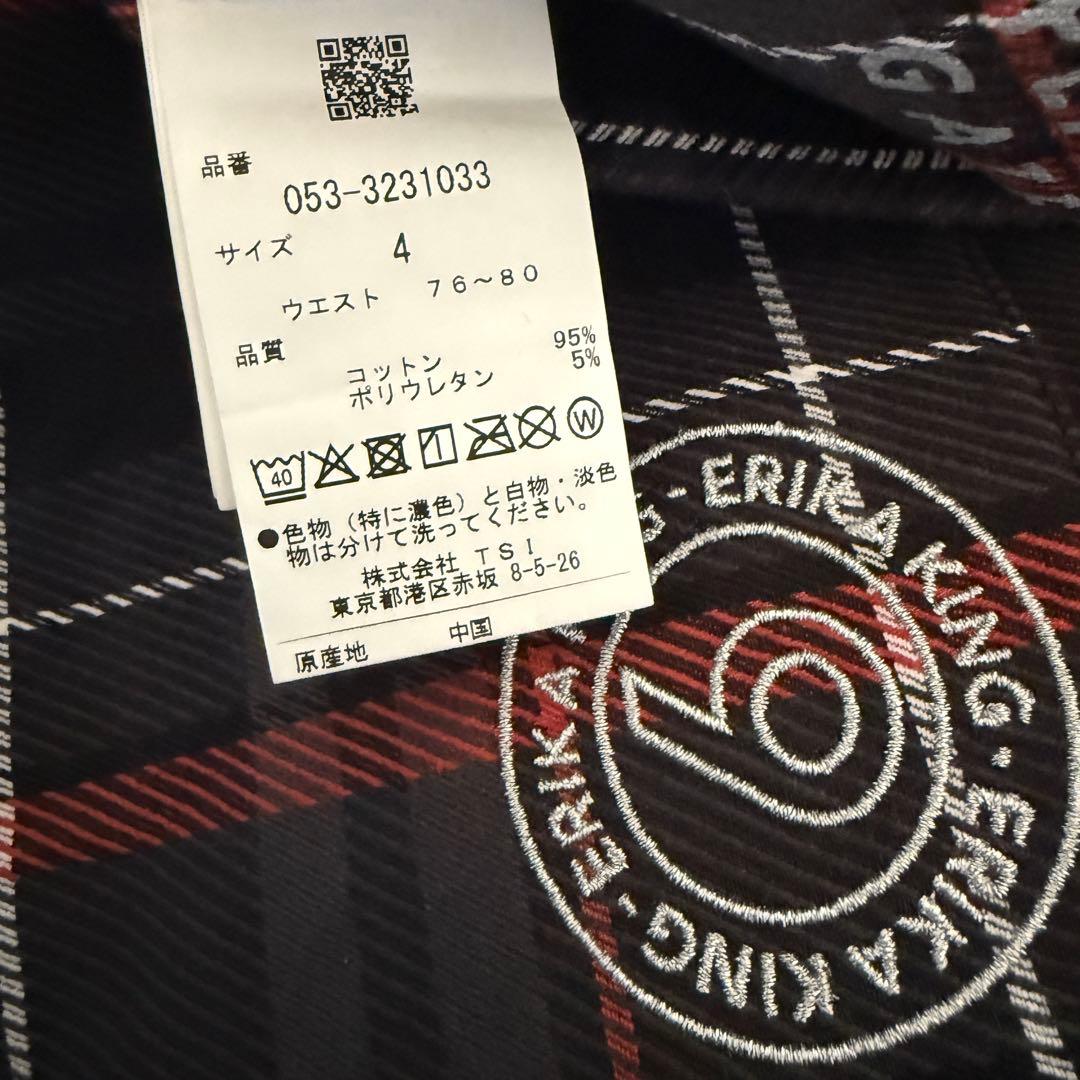 品番
053-3231033
サイズ 4
ウエスト 76～80
品質
コットン 95%
ポリウレタン 5%
40
W
●色物（特に濃色）と白物・淡色
物は分けて洗ってください。
株式会社 TSI
東京都港区赤坂 8-5-26
原産地 中国
ERIKA KING・ERIKA KING・ERIKA
GA